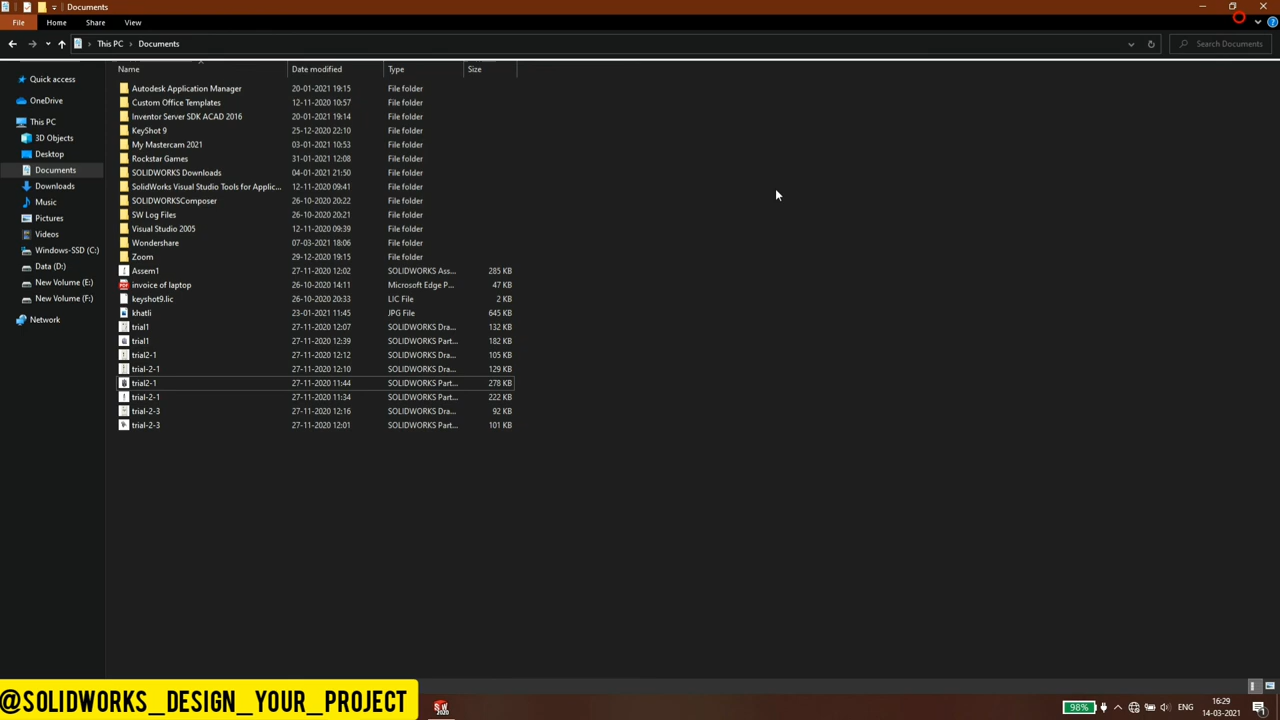 Documents
File Home Share View
This PC Documents Search Documents
Name Date modified Type Size
Quick access
OneDrive
This PC
3D Objects
Desktop
Documents
Downloads
Music
Pictures
Videos
Windows-SSD (C:)
Data (D:)
New Volume (E:)
New Volume (F:)
Network
Autodesk Application Manager 20-01-2021 19:15 File folder
Custom Office Templates 12-11-2020 10:57 File folder
Inventor Server SDK ACAD 2016 20-01-2021 19:14 File folder
KeyShot 9 25-12-2020 22:10 File folder
My Mastercam 2021 03-01-2021 10:53 File folder
Rockstar Games 31-01-2021 12:08 File folder
SOLIDWORKS Downloads 04-01-2021 21:50 File folder
SolidWorks Visual Studio Tools for Applic... 12-11-2020 09:41 File folder
SOLIDWORKSComposer 26-10-2020 20:22 File folder
SW Log Files 26-10-2020 20:21 File folder
Visual Studio 2005 12-11-2020 09:39 File folder
Wondershare 07-03-2021 18:06 File folder
Zoom 29-12-2020 19:15 File folder
Assem1 27-11-2020 12:02 SOLIDWORKS Ass... 285 KB
invoice of laptop 26-10-2020 14:11 Microsoft Edge P... 47 KB
keyshot9.lic 26-10-2020 20:33 LIC File 2 KB
khatli 23-01-2021 11:45 JPG File 645 KB
trial1 27-11-2020 12:07 SOLIDWORKS Dra... 132 KB
trial1 27-11-2020 12:39 SOLIDWORKS Part... 182 KB
trial2-1 27-11-2020 12:12 SOLIDWORKS Dra... 105 KB
trial-2-1 27-11-2020 12:10 SOLIDWORKS Dra... 129 KB
trial2-1 27-11-2020 11:44 SOLIDWORKS Part... 278 KB
trial-2-1 27-11-2020 11:34 SOLIDWORKS Part... 222 KB
trial-2-3 27-11-2020 12:16 SOLIDWORKS Dra... 92 KB
trial-2-3 27-11-2020 12:01 SOLIDWORKS Part... 101 KB
@SOLIDWORKS_DESIGN_YOUR_PROJECT
SW 2020
98% ENG 16:29
14-03-2021